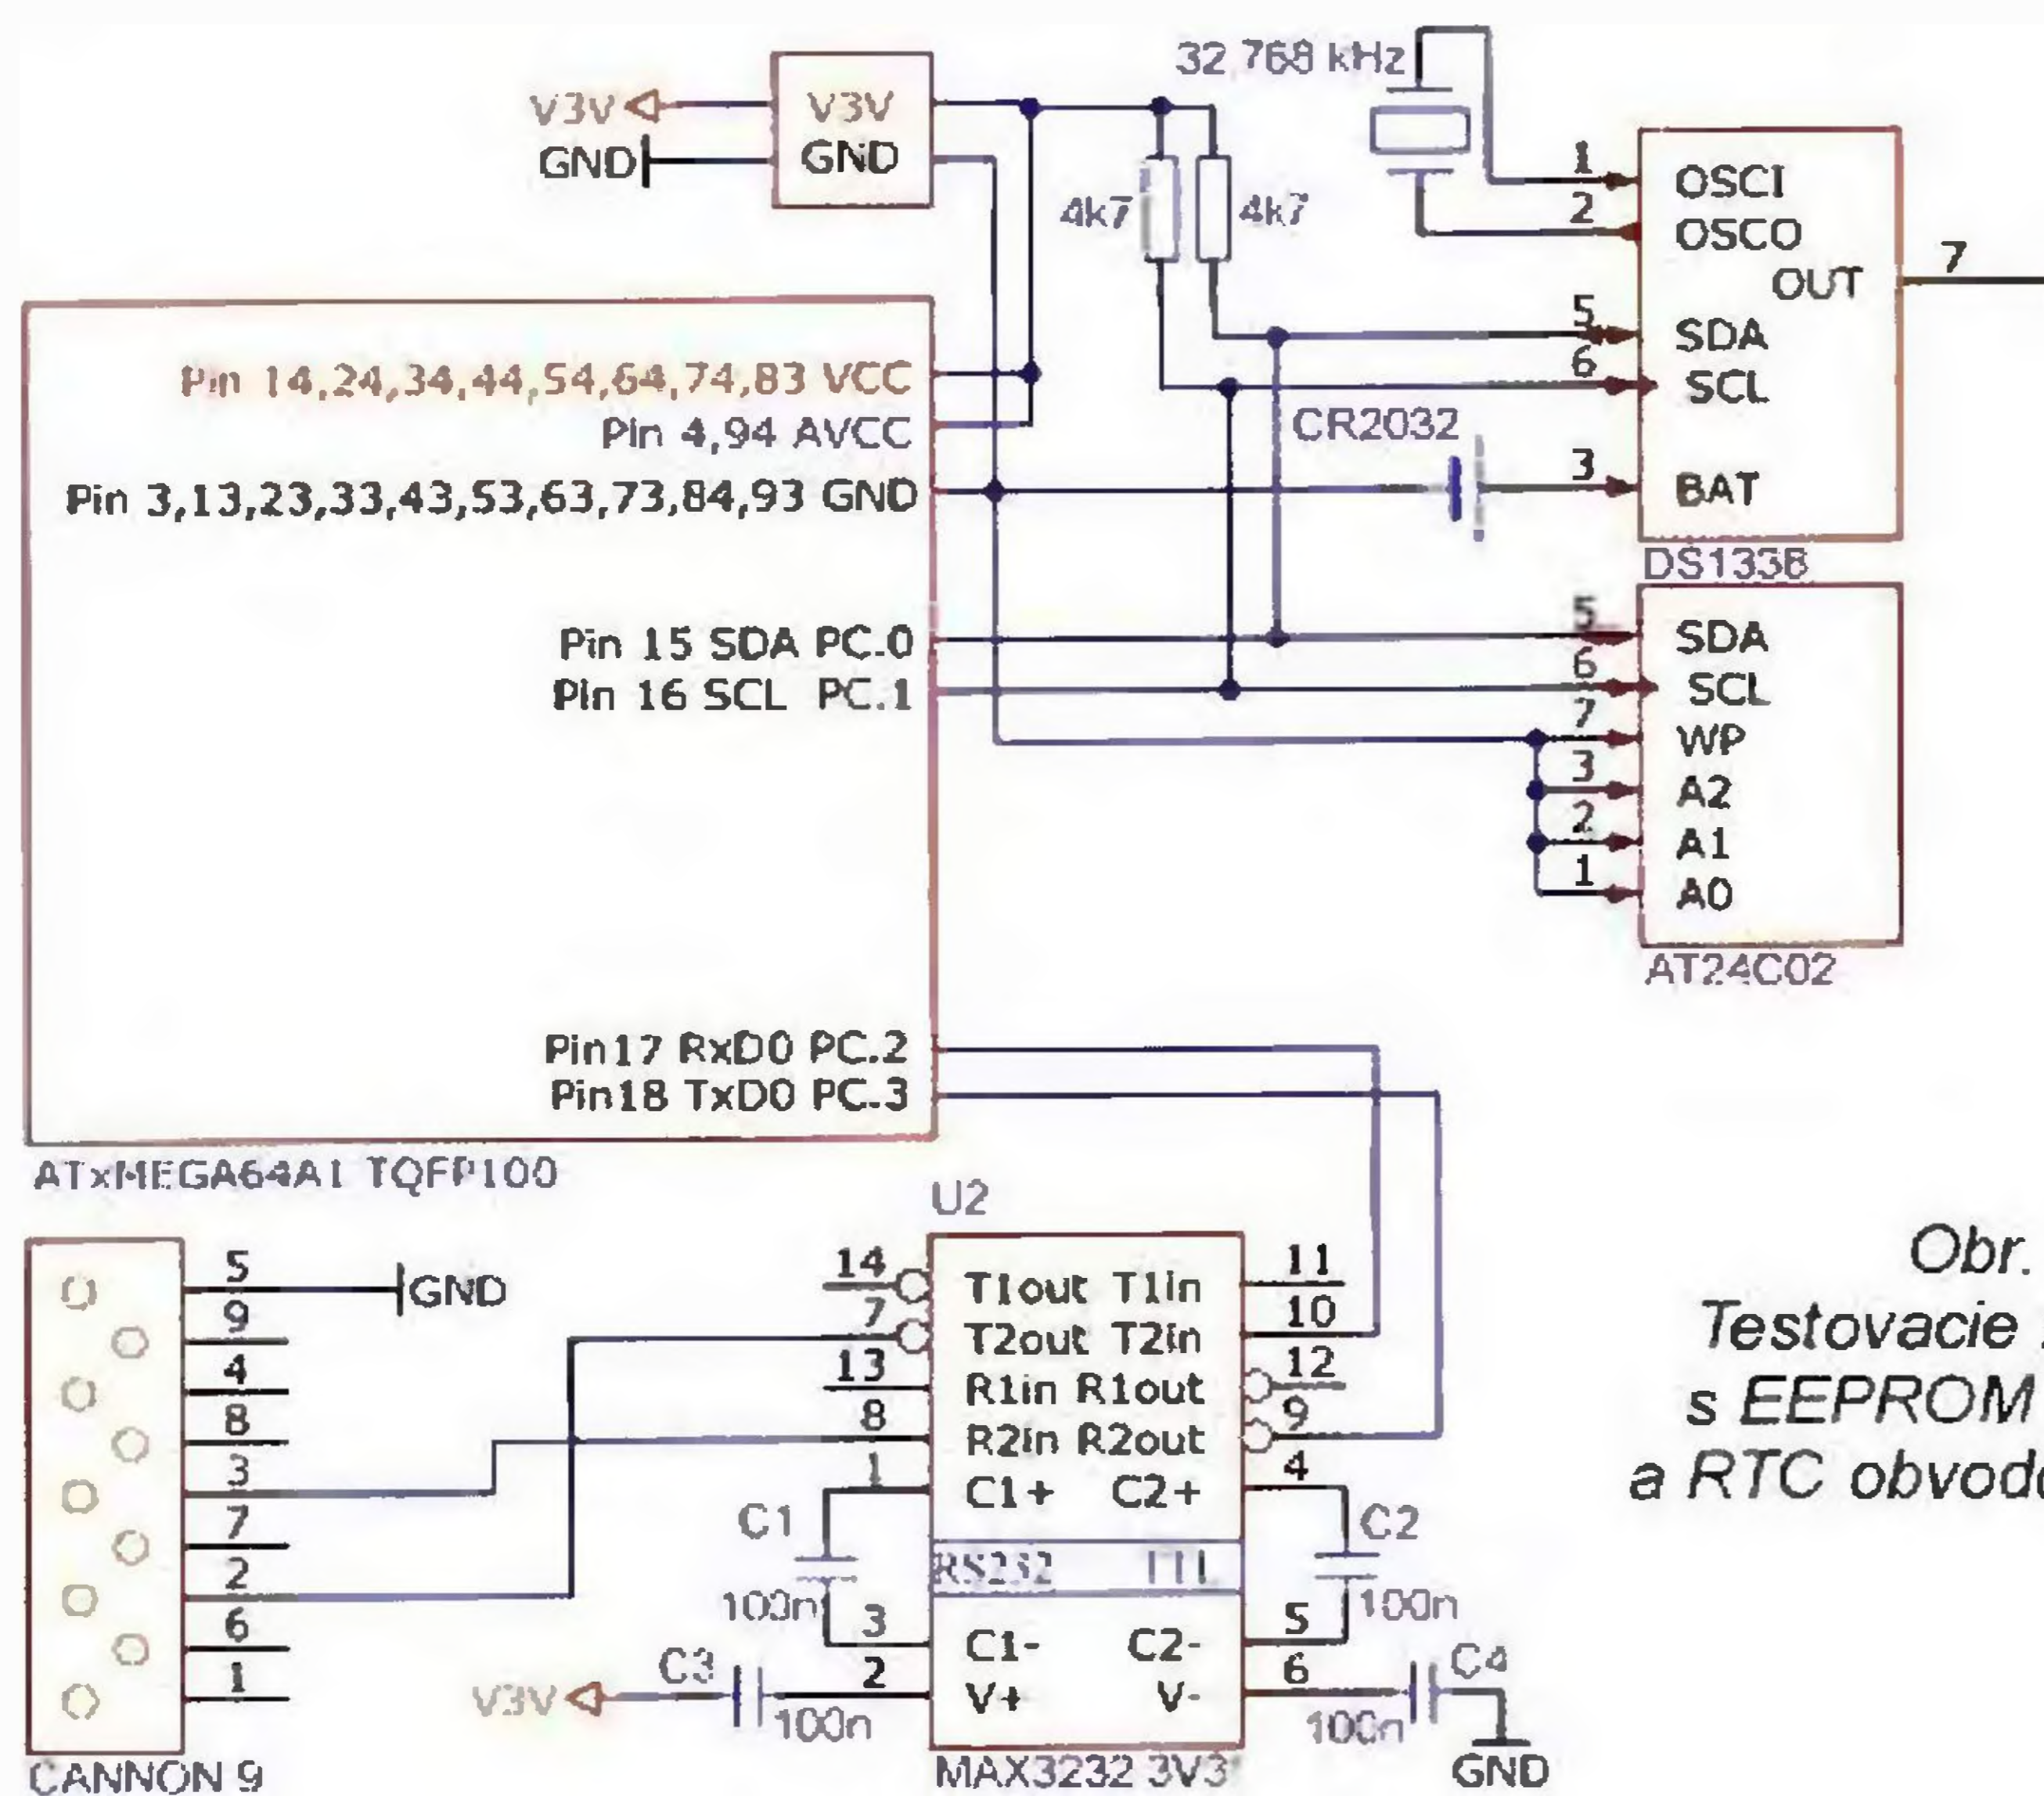 32,768 kHz
V3V
GND
V3V
GND
4k7
4k7
1
OSCI
2
OSCO
OUT
7
5
SDA
6
SCL
CR2032
3
BAT
DS1338
Pin 14,24,34,44,54,64,74,83 VCC
Pin 4,94 AVCC
Pin 3,13,23,33,43,53,63,73,84,93 GND
Pin 15 SDA PC.0
Pin 16 SCL PC.1
5
SDA
6
SCL
7
WP
3
A2
2
A1
1
A0
AT24C02
Pin17 RxD0 PC.2
Pin18 TxD0 PC.3
ATxMEGA64A1 TQFP100
U2
5
GND
9
4
8
3
7
2
6
1
CANNON 9
14
T1out T1in
11
7
T2out T2in
10
13
R1in R1out
12
8
R2in R2out
9
1
C1+ C2+
4
C1
100n
RS232 TTL
C2
100n
3
C1- C2-
5
2
V+ V-
6
V3V
C3
100n
C4
100n
GND
MAX3232 3V3
Obr.
Testovacie
s EEPROM
a RTC